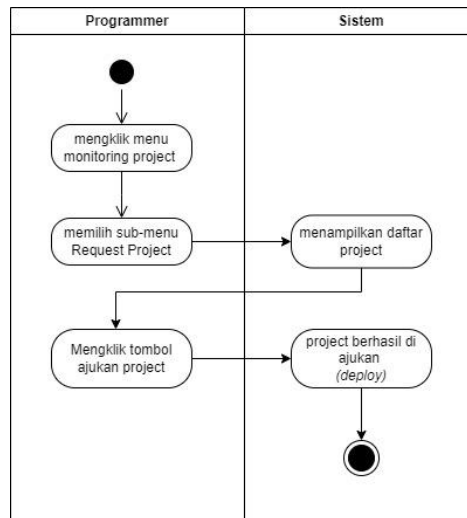 Programmer
Sistem
mengklik menu
monitoring project
memilih sub-menu
Request Project
menampilkan daftar
project
Mengklik tombol
ajukan project
project berhasil di
ajukan
(deploy)